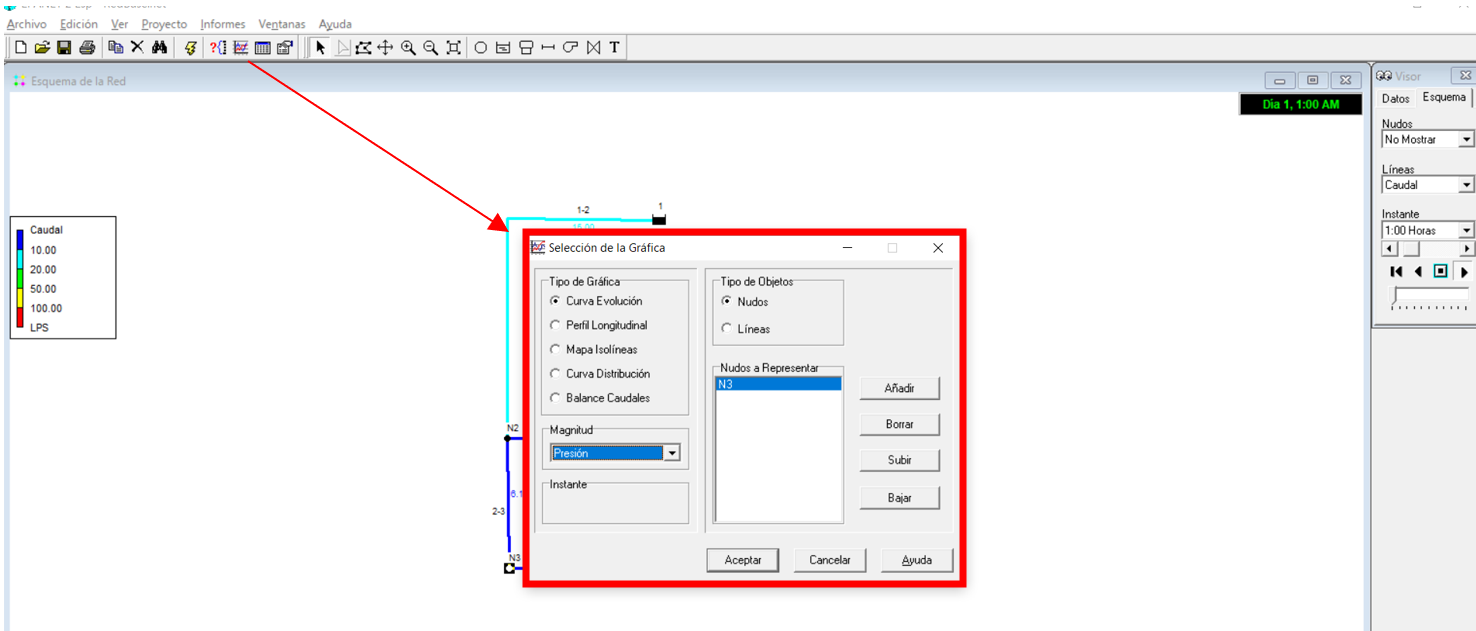 Archivo Edición Ver Proyecto Informes Ventanas Ayuda
T
Esquema de la Red
Día 1, 1:00 AM
Visor
Datos Esquema
Nudos
No Mostrar
Líneas
Caudal
Instante
1:00 Horas
Caudal
10.00
20.00
50.00
100.00
LPS
1-2
1
15.00
N2
2-3
N3
Selección de la Gráfica
Tipo de Gráfica
Curva Evolución
Perfil Longitudinal
Mapa Isolíneas
Curva Distribución
Balance Caudales
Magnitud
Presión
Instante
Tipo de Objetos
Nudos
Líneas
Nudos a Representar
N3
Añadir
Borrar
Subir
Bajar
Aceptar Cancelar Ayuda